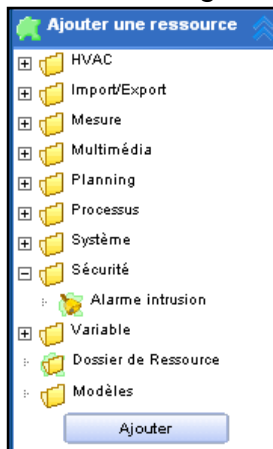 Ajouter une ressource
HVAC
Import/Export
Mesure
Multimédia
Planning
Processus
Système
Sécurité
Alarme intrusion
Variable
Dossier de Ressource
Modèles
Ajouter